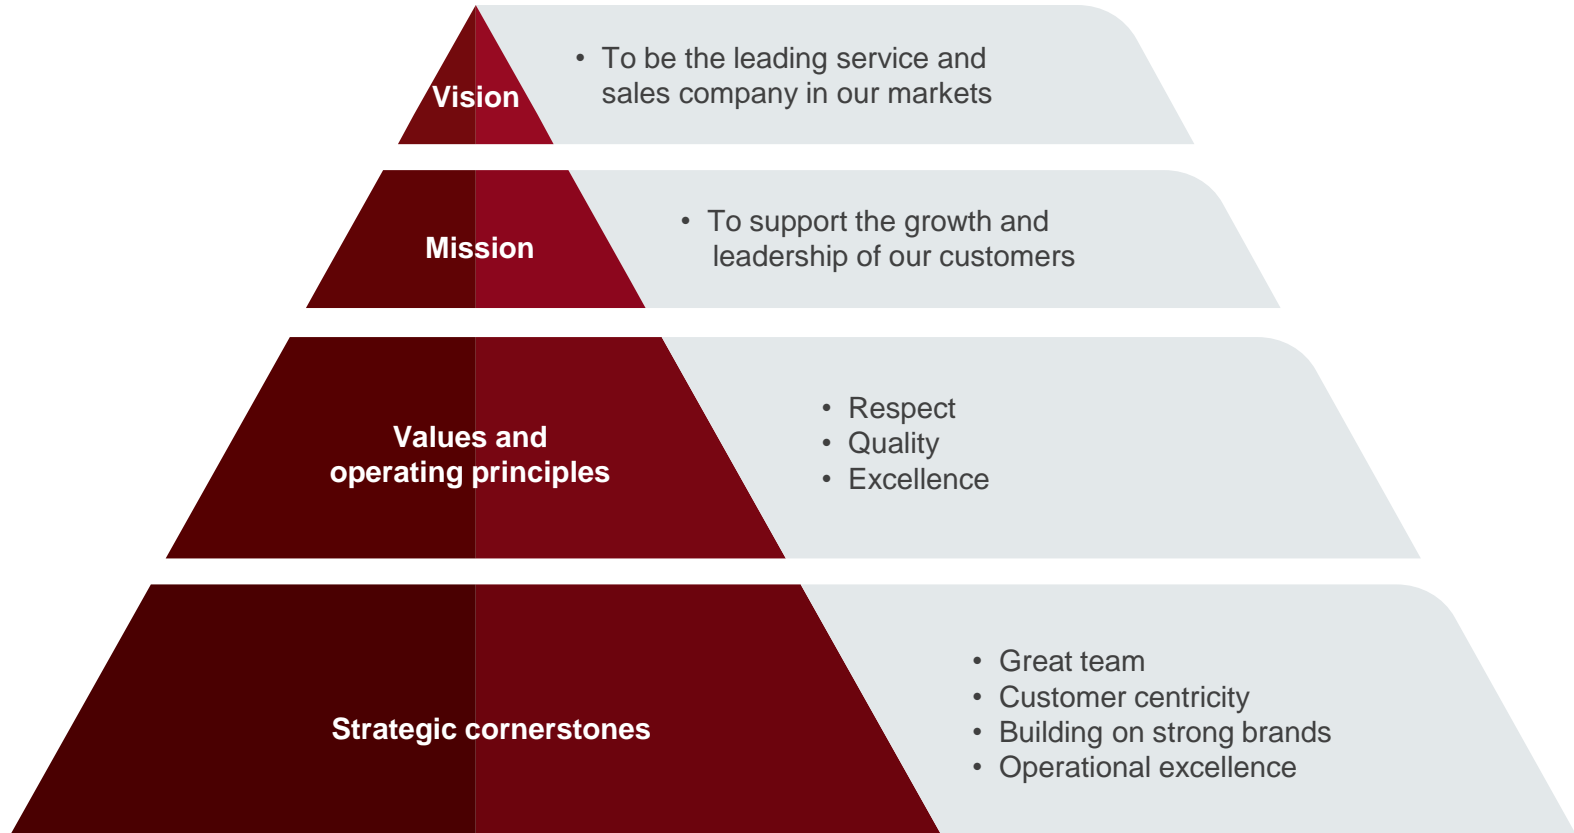 Vision
• To be the leading service and
sales company in our markets
Mission
• To support the growth and
leadership of our customers
Values and
operating principles
• Respect
• Quality
• Excellence
Strategic cornerstones
• Great team
• Customer centricity
• Building on strong brands
• Operational excellence